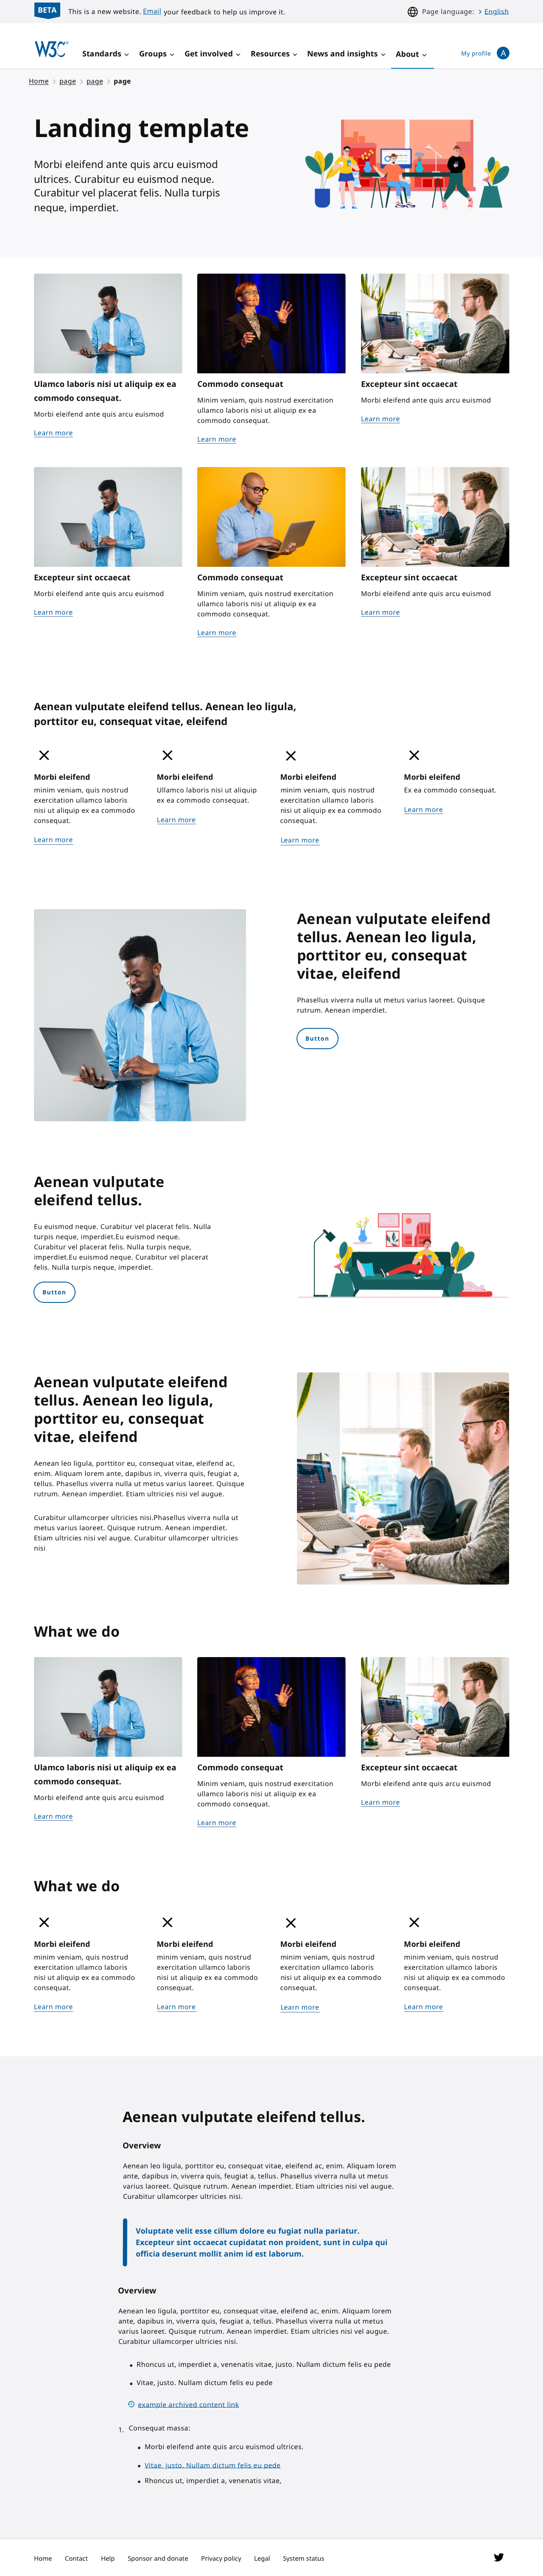 BETA This is a new website. Email your feedback to help us improve it. Page language: English
W3C Standards Groups Get involved Resources News and insights About My profile A
Home page page page
Landing template
Morbi eleifend ante quis arcu euismod
ultrices. Curabitur eu euismod neque.
Curabitur vel placerat felis. Nulla turpis
neque, imperdiet.
Ulamco laboris nisi ut aliquip ex ea
commodo consequat.
Morbi eleifend ante quis arcu euismod
Learn more
Commodo consequat
Minim veniam, quis nostrud exercitation
ullamco laboris nisi ut aliquip ex ea
commodo consequat.
Learn more
Excepteur sint occaecat
Morbi eleifend ante quis arcu euismod
Learn more
Excepteur sint occaecat
Morbi eleifend ante quis arcu euismod
Learn more
Commodo consequat
Minim veniam, quis nostrud exercitation
ullamco laboris nisi ut aliquip ex ea
commodo consequat.
Learn more
Excepteur sint occaecat
Morbi eleifend ante quis arcu euismod
Learn more
Aenean vulputate eleifend tellus. Aenean leo ligula,
porttitor eu, consequat vitae, eleifend
Morbi eleifend
minim veniam, quis nostrud
exercitation ullamco laboris
nisi ut aliquip ex ea commodo
consequat.
Learn more
Morbi eleifend
Ullamco laboris nisi ut aliquip
ex ea commodo consequat.
Learn more
Morbi eleifend
minim veniam, quis nostrud
exercitation ullamco laboris
nisi ut aliquip ex ea commodo
consequat.
Learn more
Morbi eleifend
Ex ea commodo consequat.
Learn more
Aenean vulputate eleifend
tellus. Aenean leo ligula,
porttitor eu, consequat
vitae, eleifend
Phasellus viverra nulla ut metus varius laoreet. Quisque
rutrum. Aenean imperdiet.
Button
Aenean vulputate
eleifend tellus.
Eu euismod neque. Curabitur vel placerat felis. Nulla
turpis neque, imperdiet.Eu euismod neque.
Curabitur vel placerat felis. Nulla turpis neque,
imperdiet.Eu euismod neque. Curabitur vel placerat
felis. Nulla turpis neque, imperdiet.
Button
Aenean vulputate eleifend
tellus. Aenean leo ligula,
porttitor eu, consequat
vitae, eleifend
Aenean leo ligula, porttitor eu, consequat vitae, eleifend ac,
enim. Aliquam lorem ante, dapibus in, viverra quis, feugiat a,
tellus. Phasellus viverra nulla ut metus varius laoreet. Quisque
rutrum. Aenean imperdiet. Etiam ultricies nisi vel augue.
Curabitur ullamcorper ultricies nisi.Phasellus viverra nulla ut
metus varius laoreet. Quisque rutrum. Aenean imperdiet.
Etiam ultricies nisi vel augue. Curabitur ullamcorper ultricies
nisi
What we do
Ulamco laboris nisi ut aliquip ex ea
commodo consequat.
Morbi eleifend ante quis arcu euismod
Learn more
Commodo consequat
Minim veniam, quis nostrud exercitation
ullamco laboris nisi ut aliquip ex ea
commodo consequat.
Learn more
Excepteur sint occaecat
Morbi eleifend ante quis arcu euismod
Learn more
What we do
Morbi eleifend
minim veniam, quis nostrud
exercitation ullamco laboris
nisi ut aliquip ex ea commodo
consequat.
Learn more
Morbi eleifend
minim veniam, quis nostrud
exercitation ullamco laboris
nisi ut aliquip ex ea commodo
consequat.
Learn more
Morbi eleifend
minim veniam, quis nostrud
exercitation ullamco laboris
nisi ut aliquip ex ea commodo
consequat.
Learn more
Morbi eleifend
minim veniam, quis nostrud
exercitation ullamco laboris
nisi ut aliquip ex ea commodo
consequat.
Learn more
Aenean vulputate eleifend tellus.
Overview
Aenean leo ligula, porttitor eu, consequat vitae, eleifend ac, enim. Aliquam lorem
ante, dapibus in, viverra quis, feugiat a, tellus. Phasellus viverra nulla ut metus
varius laoreet. Quisque rutrum. Aenean imperdiet. Etiam ultricies nisi vel augue.
Curabitur ullamcorper ultricies nisi.
Voluptate velit esse cillum dolore eu fugiat nulla pariatur.
Excepteur sint occaecat cupidatat non proident, sunt in culpa qui
officia deserunt mollit anim id est laborum.
Overview
Aenean leo ligula, porttitor eu, consequat vitae, eleifend ac, enim. Aliquam lorem
ante, dapibus in, viverra quis, feugiat a, tellus. Phasellus viverra nulla ut metus
varius laoreet. Quisque rutrum. Aenean imperdiet. Etiam ultricies nisi vel augue.
Curabitur ullamcorper ultricies nisi.
• Rhoncus ut, imperdiet a, venenatis vitae, justo. Nullam dictum felis eu pede
• Vitae, justo. Nullam dictum felis eu pede
example archived content link
1. Consequat massa:
• Morbi eleifend ante quis arcu euismod ultrices.
• Vitae, justo. Nullam dictum felis eu pede
• Rhoncus ut, imperdiet a, venenatis vitae,
Home Contact Help Sponsor and donate Privacy policy Legal System status